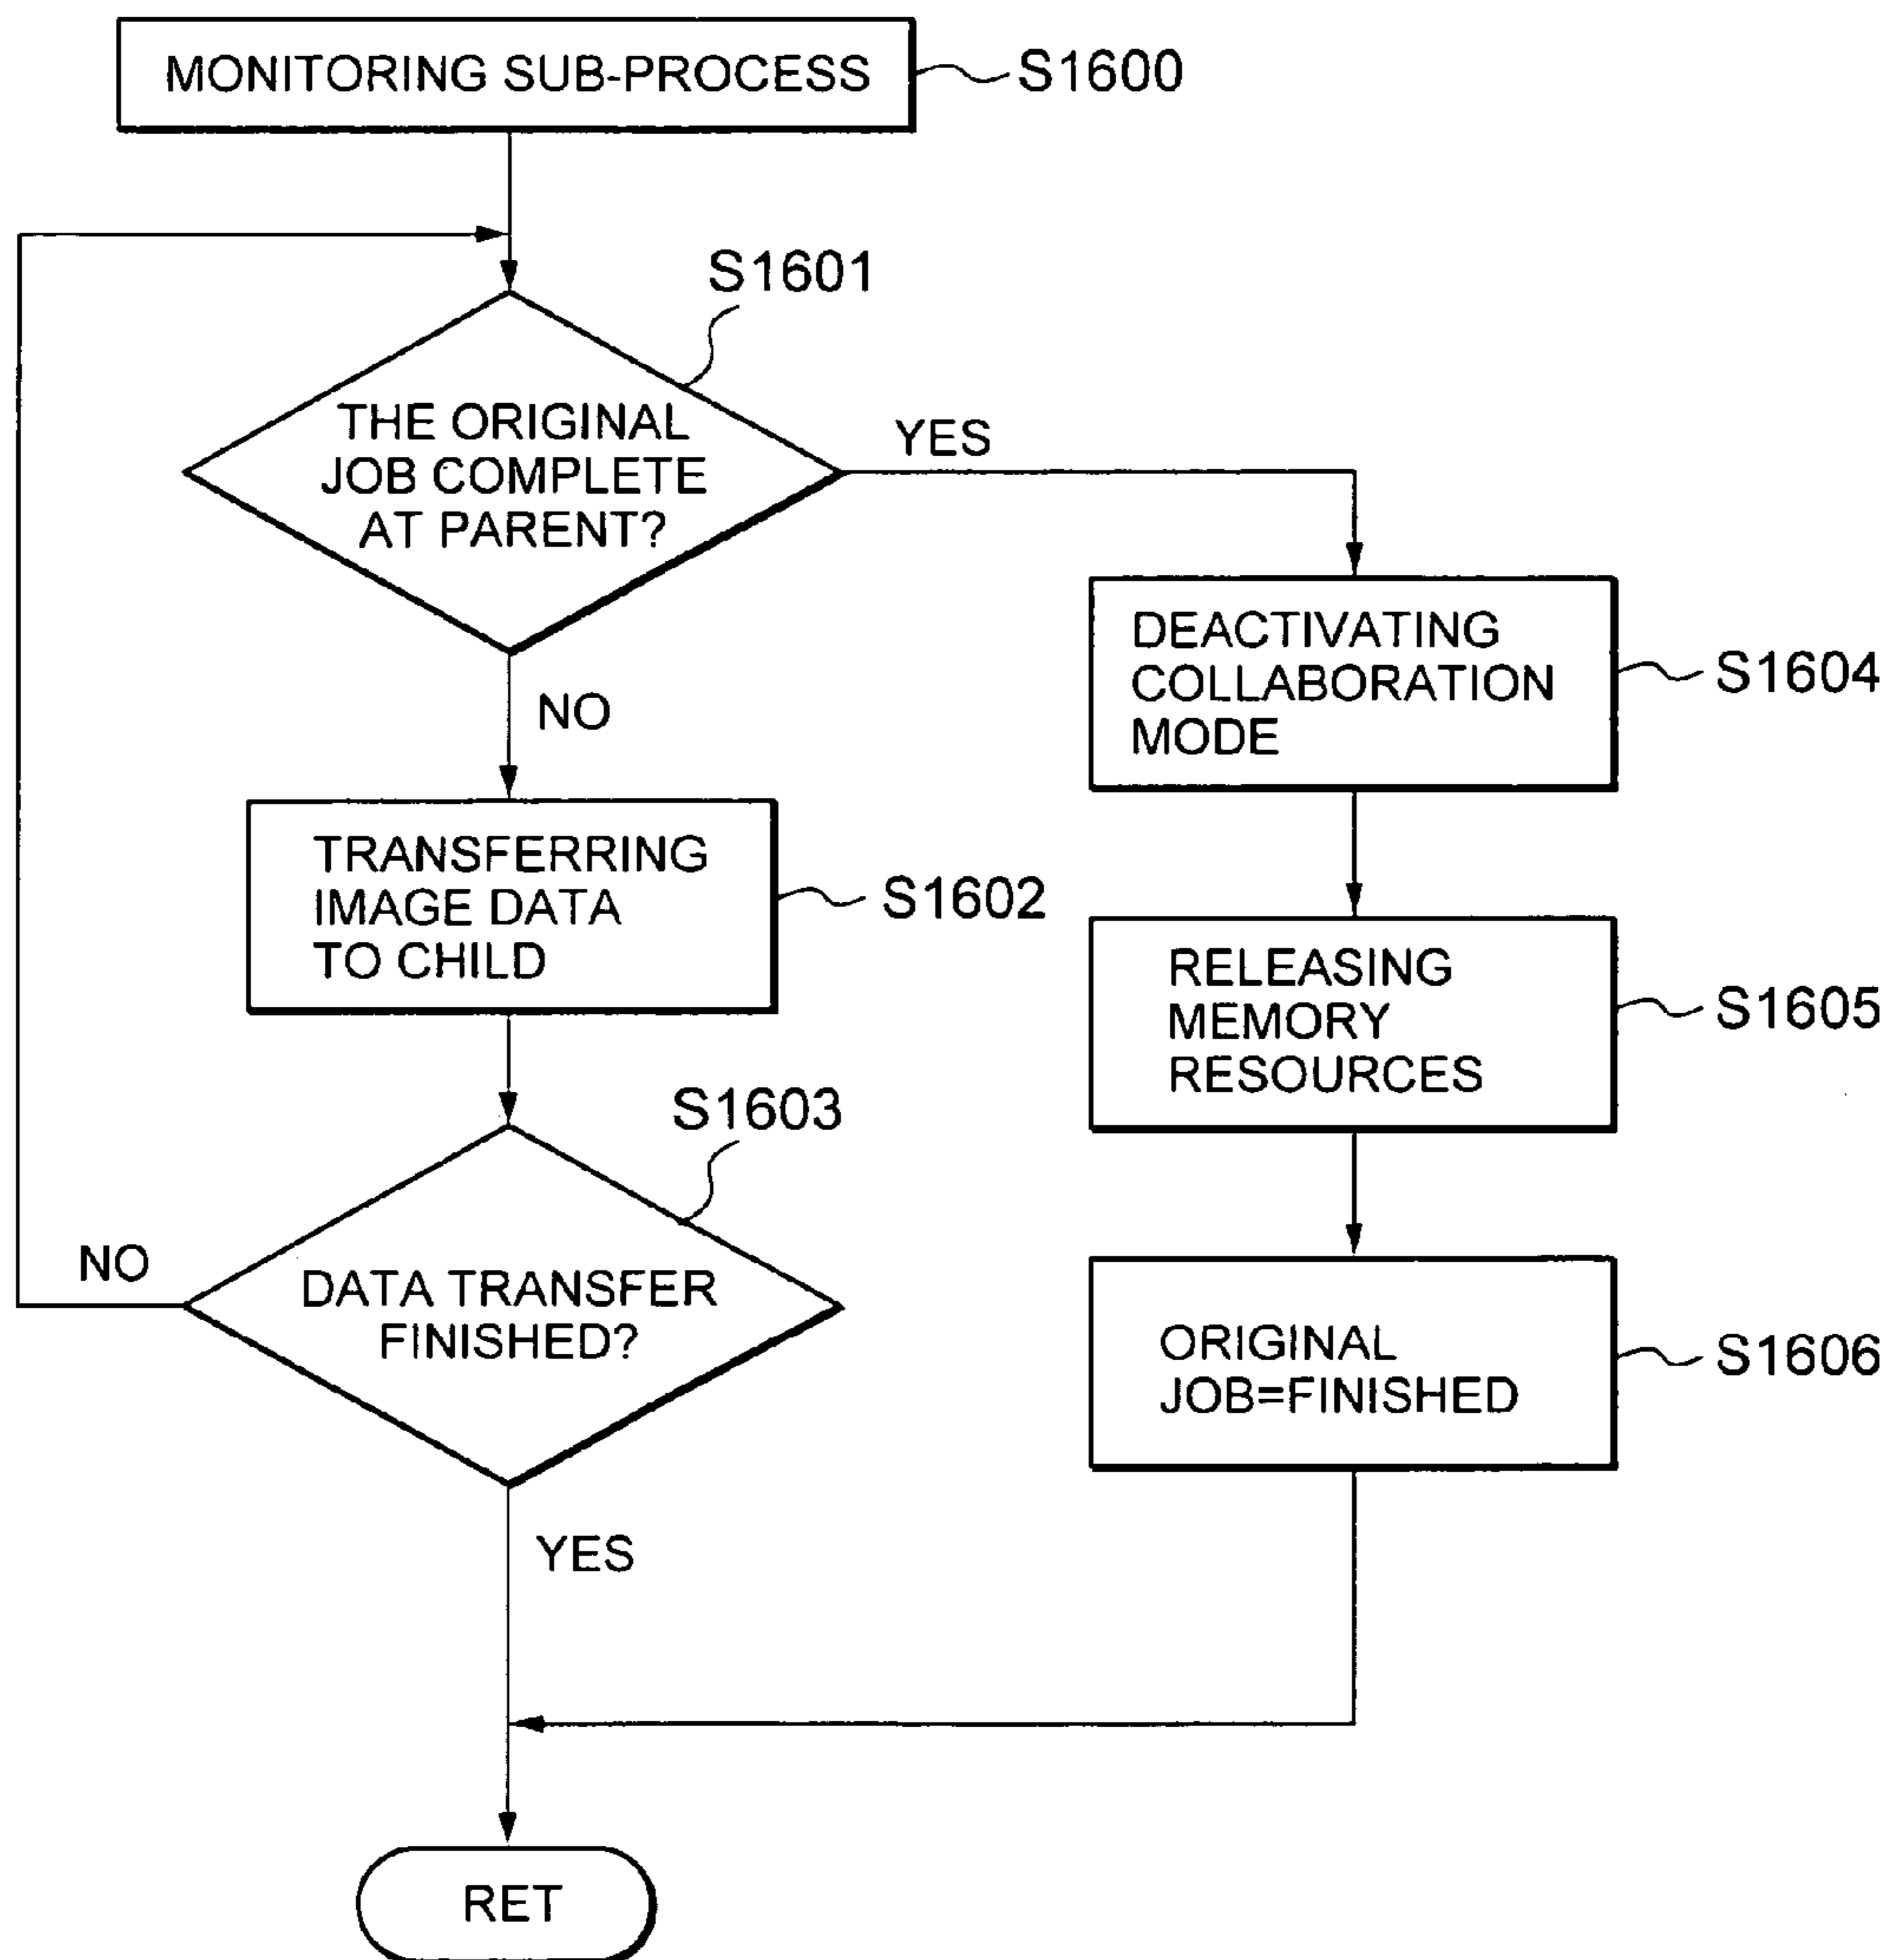 MONITORING SUB-PROCESS
S1600
S1601
THE ORIGINAL
JOB COMPLETE
AT PARENT?
YES
NO
DEACTIVATING
COLLABORATION
MODE
S1604
TRANSFERRING
IMAGE DATA
TO CHILD
S1602
RELEASING
MEMORY
RESOURCES
S1605
S1603
NO
DATA TRANSFER
FINISHED?
ORIGINAL
JOB=FINISHED
S1606
YES
RET